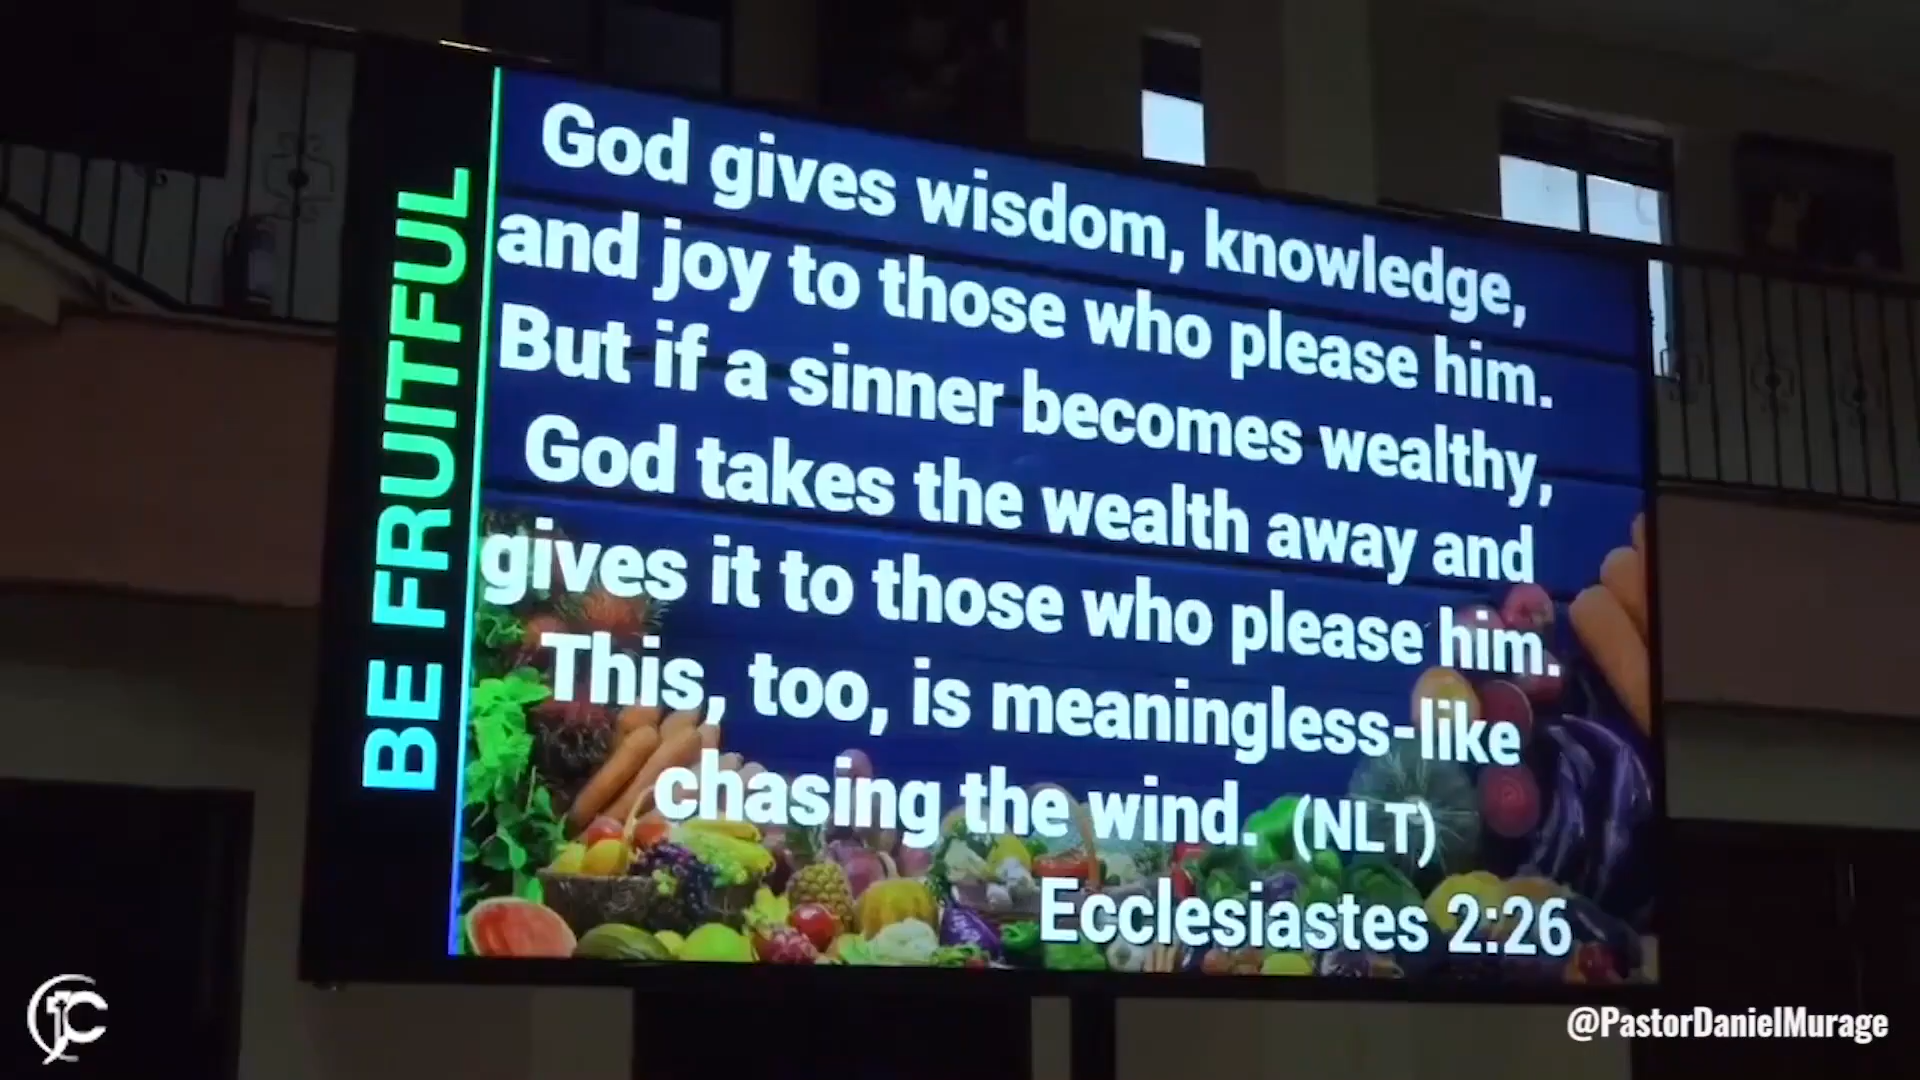 BE FRUITFUL
God gives wisdom, knowledge,
and joy to those who please him.
But if a sinner becomes wealthy,
God takes the wealth away and
gives it to those who please him.
This, too, is meaningless-like
chasing the wind. (NLT)
Ecclesiastes 2:26
JC
@PastorDanielMurage